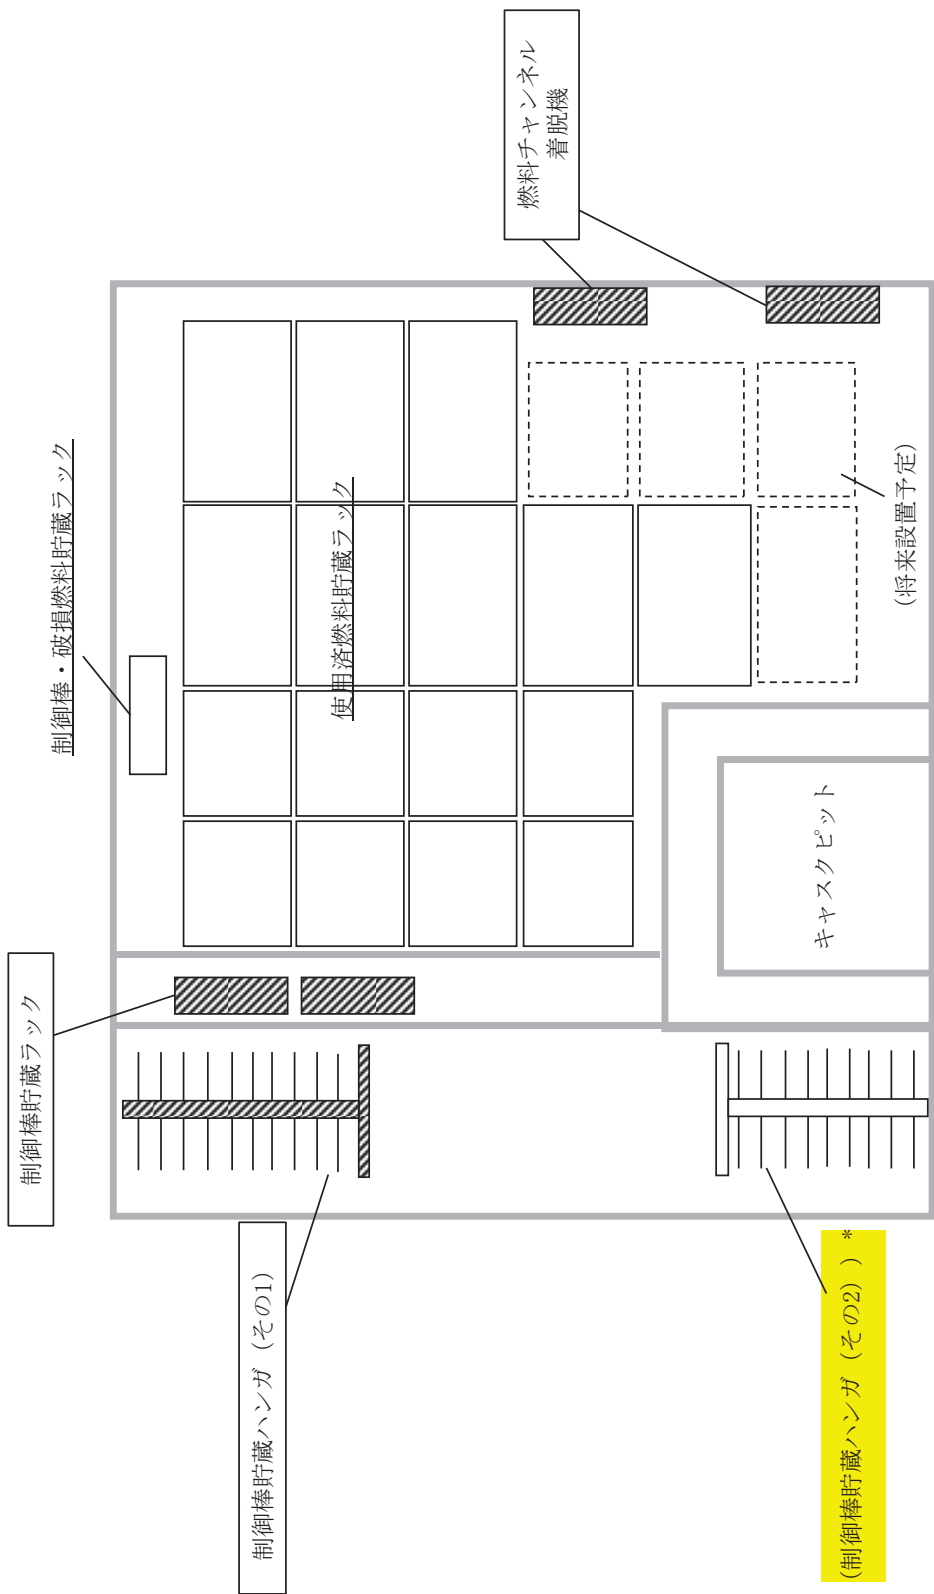 燃料チャンネル
着脱機
制御棒・破損燃料貯蔵ラック
使用済燃料貯蔵ラック
(将来設置予定)
キャスクピット
制御棒貯蔵ラック
制御棒貯蔵ハンガ（その1）
(制御棒貯蔵ハンガ（その2）) *